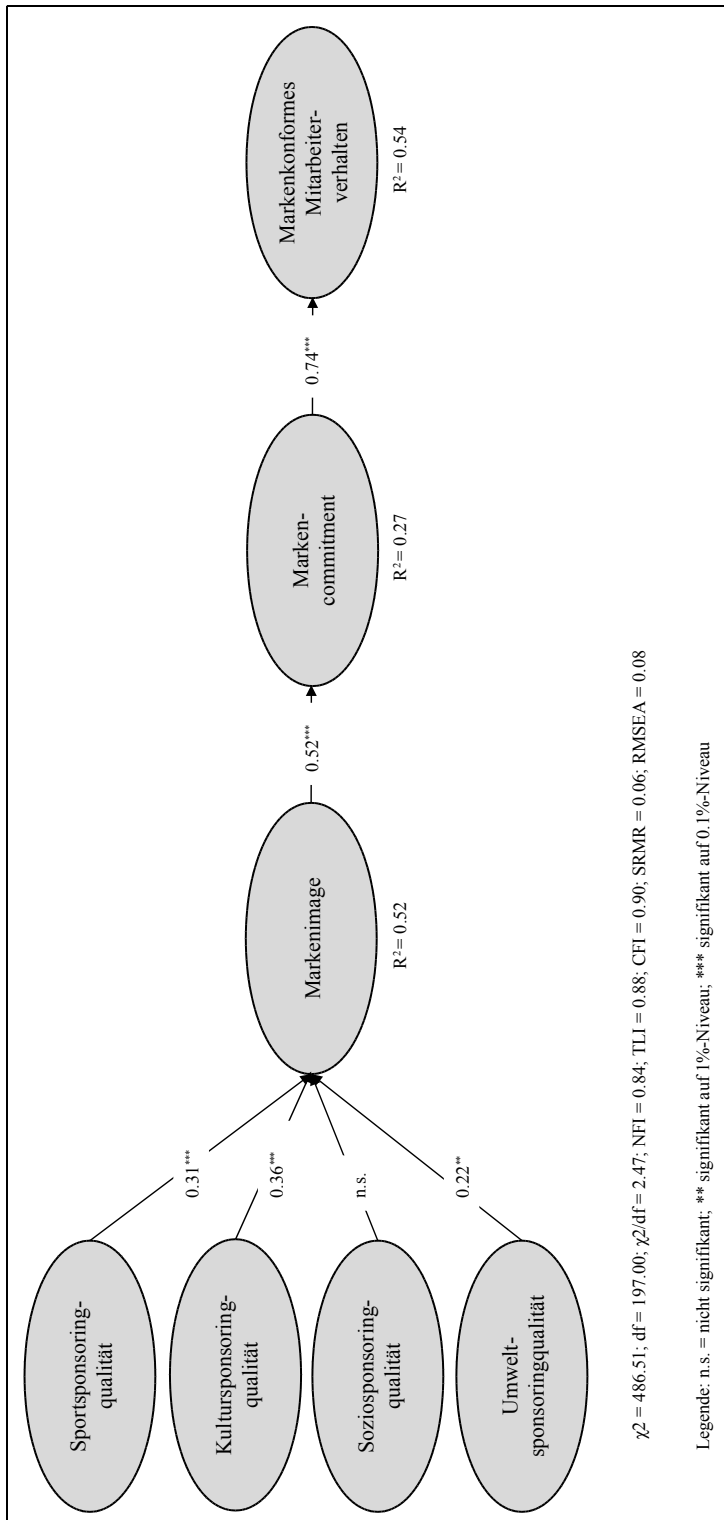 Sportsponsoring-
qualität
Kultursponsoring-
qualität
Soziosponsoring-
qualität
Umwelt-
sponsoringqualität
0.31***
0.36***
n.s.
0.22**
Markenimage
R² = 0.52
0.52***
Marken-
commitment
R² = 0.27
0.74***
Markenkonformes
Mitarbeiter-
verhalten
R² = 0.54
χ2 = 486.51; df = 197.00; χ2/df = 2.47; NFI = 0.84; TLI = 0.88; CFI = 0.90; SRMR = 0.06; RMSEA = 0.08
Legende: n.s. = nicht signifikant; ** signifikant auf 1%-Niveau; *** signifikant auf 0.1%-Niveau